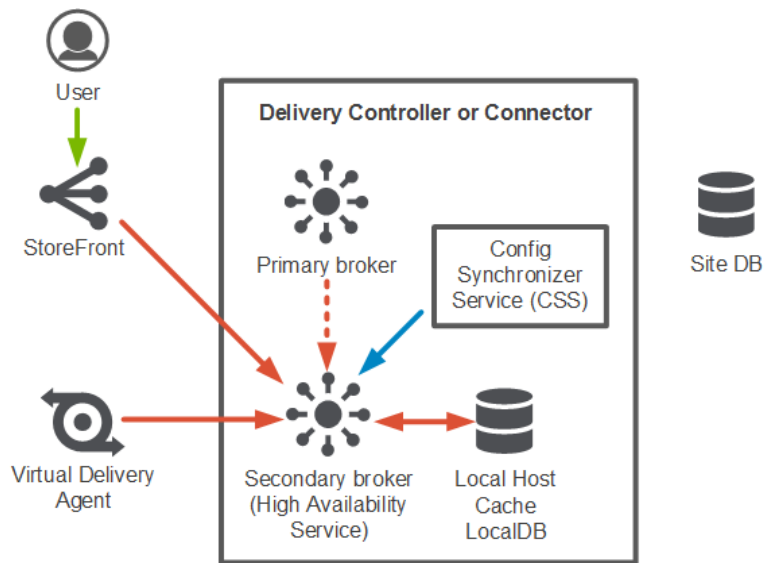 User
Delivery Controller or Connector
StoreFront
Primary broker
Config
Synchronizer
Service (CSS)
Site DB
Virtual Delivery
Agent
Secondary broker
(High Availability
Service)
Local Host
Cache
LocalDB